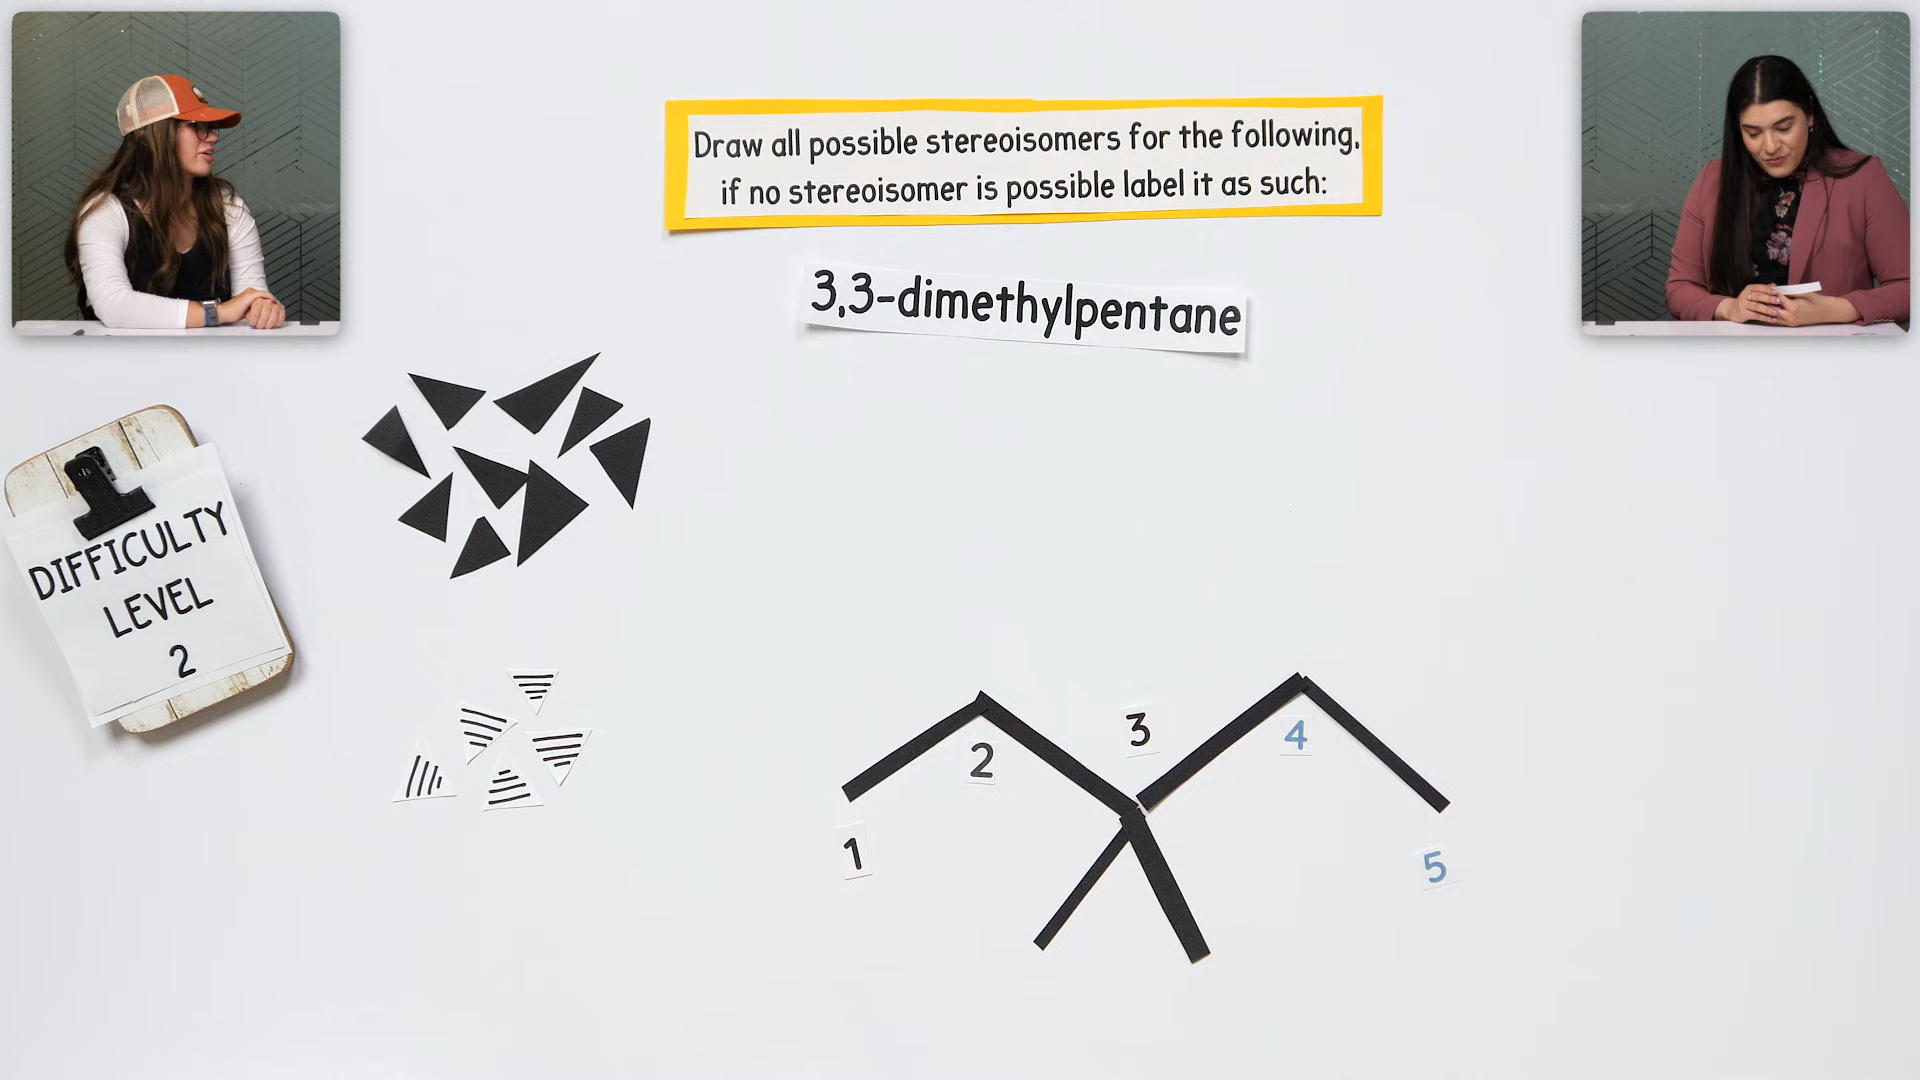 Draw all possible stereoisomers for the following,
if no stereoisomer is possible label it as such:
3,3-dimethylpentane
DIFFICULTY
LEVEL
2
1
2
3
4
5